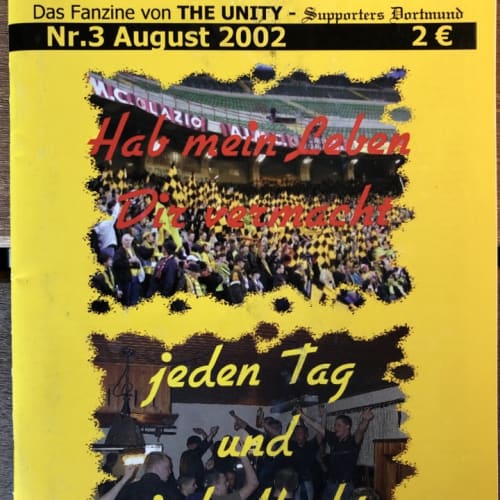 Das Fanzine von THE UNITY - Supporters Dortmund
Nr.3 August 2002 2 €
Hab mein Leben
Dir vermacht
jeden Tag
und